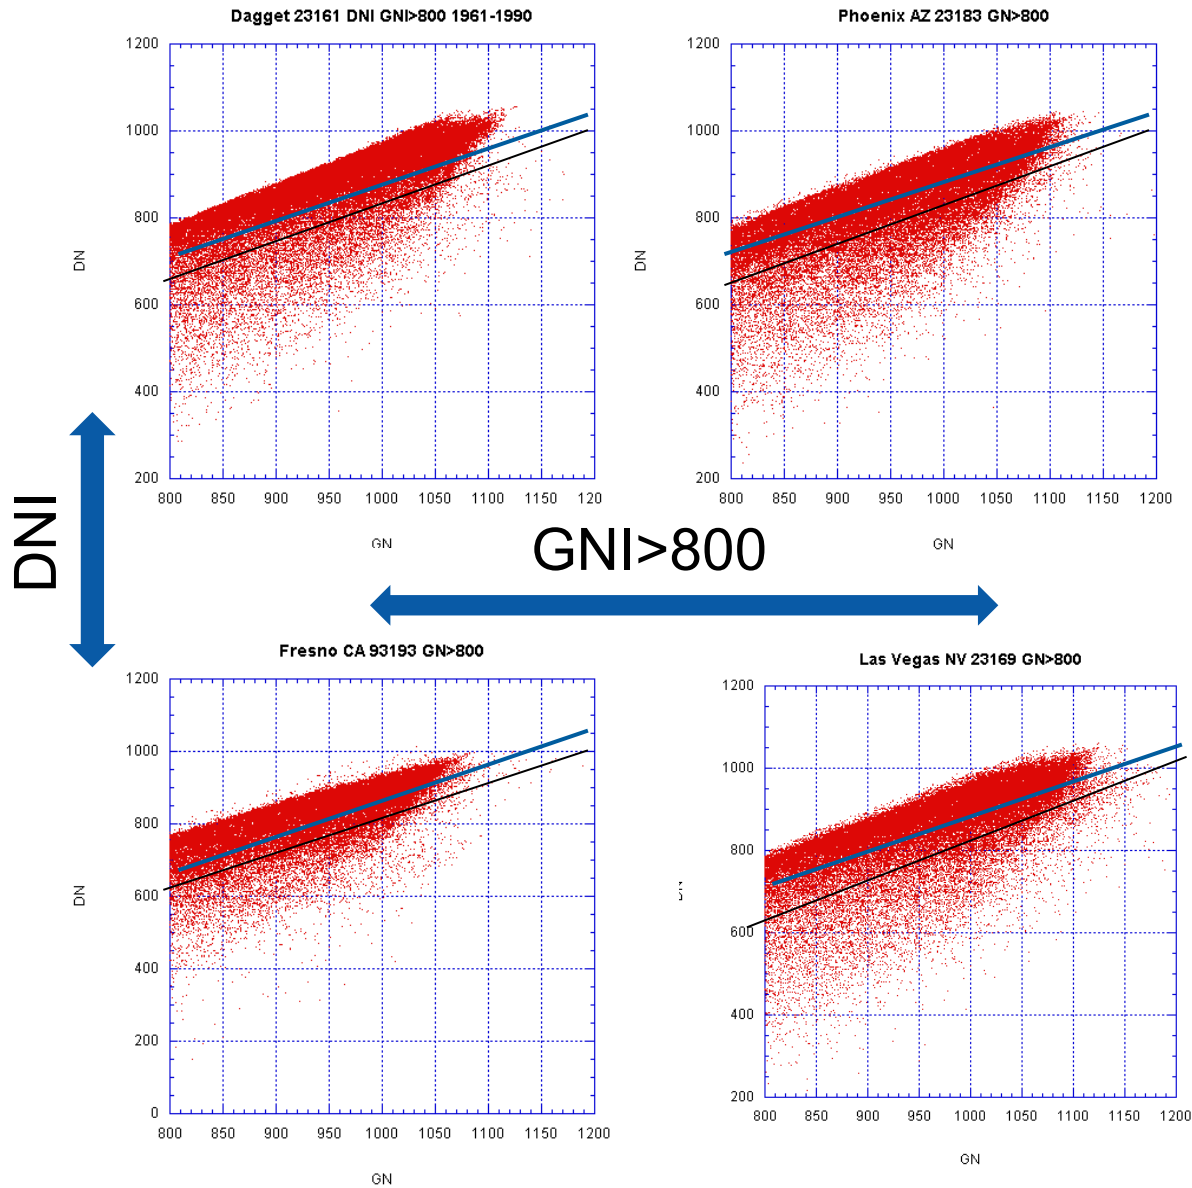 Dagget 23161 DNI GNI>800 1961-1990
1200
1000
800
600
400
200
DN
800 850 900 950 1000 1050 1100 1150 120
GN
Phoenix AZ 23183 GN>800
1200
1000
800
600
400
200
DN
800 850 900 950 1000 1050 1100 1150 1200
GN
DNI
GNI>800
Fresno CA 93193 GN>800
1200
1000
800
600
400
200
0
DN
800 850 900 950 1000 1050 1100 1150 1200
GN
Las Vegas NV 23169 GN>800
1200
1000
800
600
400
200
800 850 900 950 1000 1050 1100 1150 1200
GN